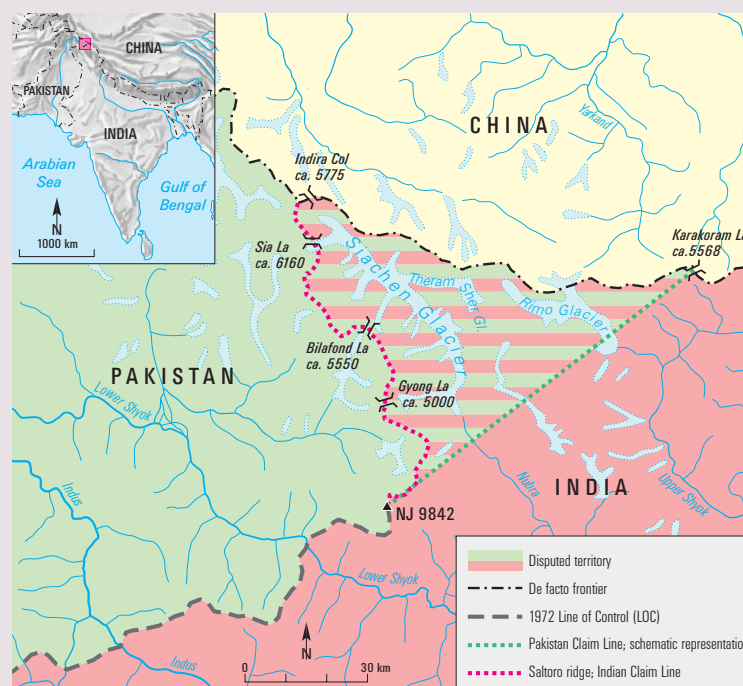 CHINA
PAKISTAN
INDIA
Arabian
Sea
Gulf of
Bengal
N
1000 km
CHINA
Yarkand
Indira Col
ca. 5775
Karakoram La
ca.5568
Sia La
ca. 6160
Siachen Glacier
Theram Sher Gl.
Rimo Glacier
Bilafond La
ca. 5550
PAKISTAN
Gyong La
ca. 5000
Lower Shyok
Indus
INDIA
Nubra
Upper Shyok
NJ 9842
Lower Shyok
Indus
N
0 30 km
Disputed territory
De facto frontier
1972 Line of Control (LOC)
Pakistan Claim Line; schematic representatio
Saltoro ridge; Indian Claim Line